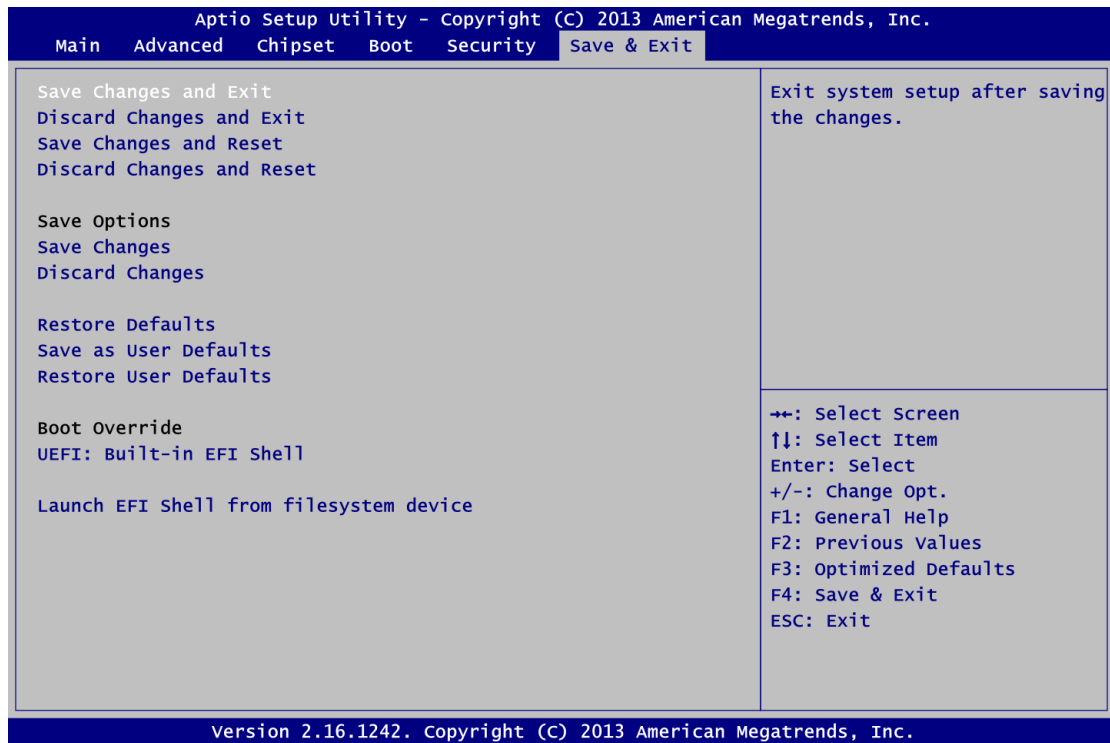 Aptio Setup Utility – Copyright (C) 2013 American Megatrends, Inc.
Main Advanced Chipset Boot Security Save & Exit
Save Changes and Exit
Discard Changes and Exit
Save Changes and Reset
Discard Changes and Reset
Save Options
Save Changes
Discard Changes
Restore Defaults
Save as User Defaults
Restore User Defaults
Boot Override
UEFI: Built-in EFI Shell
Launch EFI Shell from filesystem device
Exit system setup after saving
the changes.
→←: Select Screen
↑↓: Select Item
Enter: Select
+/-: Change Opt.
F1: General Help
F2: Previous Values
F3: Optimized Defaults
F4: Save & Exit
ESC: Exit
Version 2.16.1242. Copyright (C) 2013 American Megatrends, Inc.